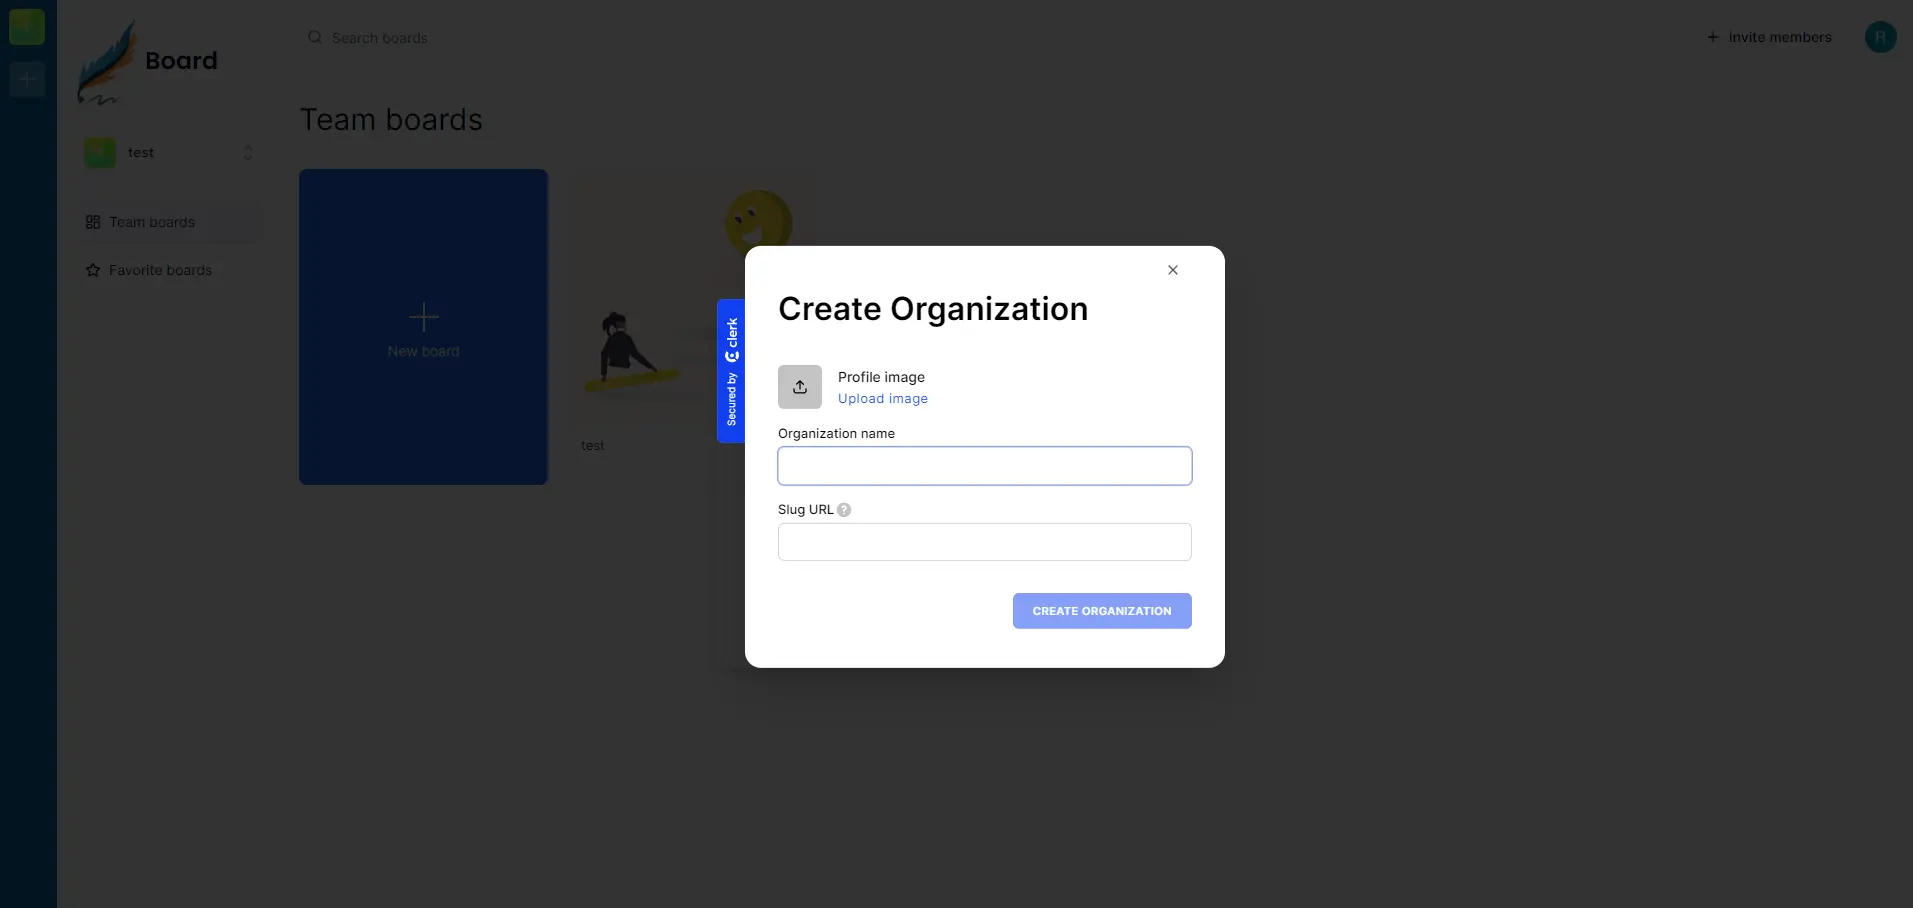 Board
Search boards
Invite members
R
Team boards
test
Team boards
Favorite boards
New board
test
Secured by clerk
Create Organization
Profile image
Upload image
Organization name
Slug URL ?
CREATE ORGANIZATION